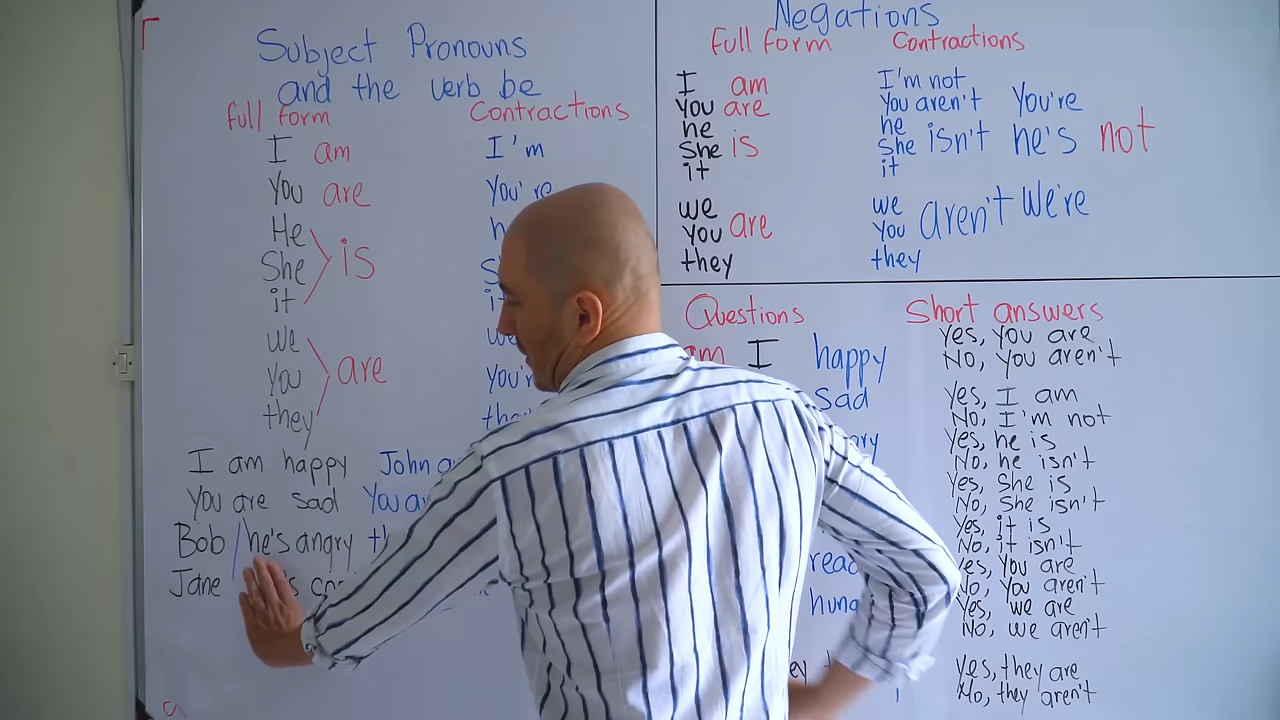 Subject Pronouns
and the verb be
full form Contractions
I am I'm
You are You're
He
She is
it
we
You are You'r
they
I am happy John
You are sad You
Bob /he's angry
Jane
Negations
Full form Contractions
I am I'm not
You are You aren't You're
he he
She is She isn't he's not
it it
we we
You are You aren't We're
they they
Questions Short answers
I happy
Sad
Yes, you are
No, you aren't
Yes, I am
No, I'm not
Yes, he is
No, he isn't
Yes, She is
No, She isn't
Yes, it is
No, it isn't
Yes, You are
No, You aren't
Yes, we are
No, we aren't
Yes, they are
No, they aren't